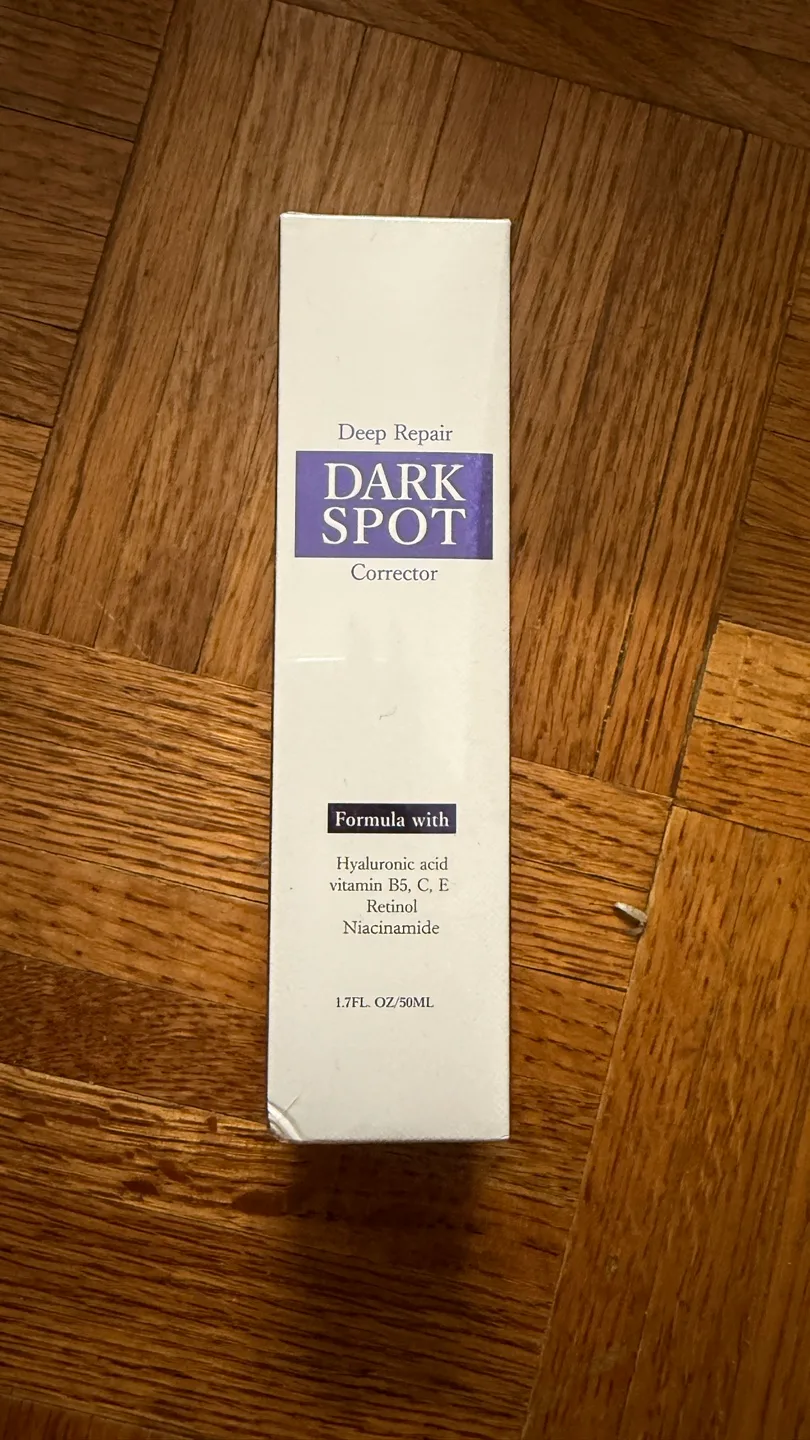 Deep Repair
DARK
SPOT
Corrector
Formula with
Hyaluronic acid
vitamin B5, C, E
Retinol
Niacinamide
1.7FL. OZ/50ML